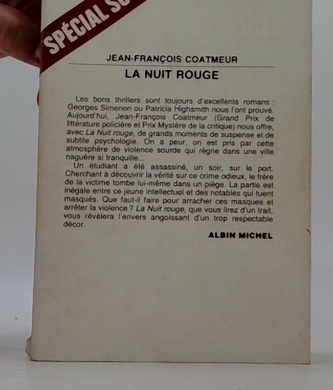 SPÉCIAL SU
JEAN-FRANÇOIS COATMEUR
LA NUIT ROUGE
Les bons thrillers sont toujours d'excellents romans :
Georges Simenon ou Patricia Highsmith nous l'ont prouvé.
Aujourd'hui, Jean-François Coatmeur (Grand Prix de
littérature policière et Prix Mystère de la critique) nous offre,
avec La Nuit rouge, de grands moments de suspense et de
subtile psychologie. On a peur, on est pris par cette
atmosphère de violence sourde qui règne dans une ville
naguère si tranquille...
Un étudiant a été assassiné, un soir, sur le port.
Cherchant à découvrir la vérité sur ce crime odieux, le frère
de la victime tombe lui-même dans un piège. La partie est
inégale entre ce jeune intellectuel et des notables qui tuent
masqués. Que faut-il faire pour arracher ces masques et
arrêter la violence ? La Nuit rouge, que vous lirez d'un trait,
vous révèlera l'envers angoissant d'un trop respectable
décor.
ALBIN MICHEL